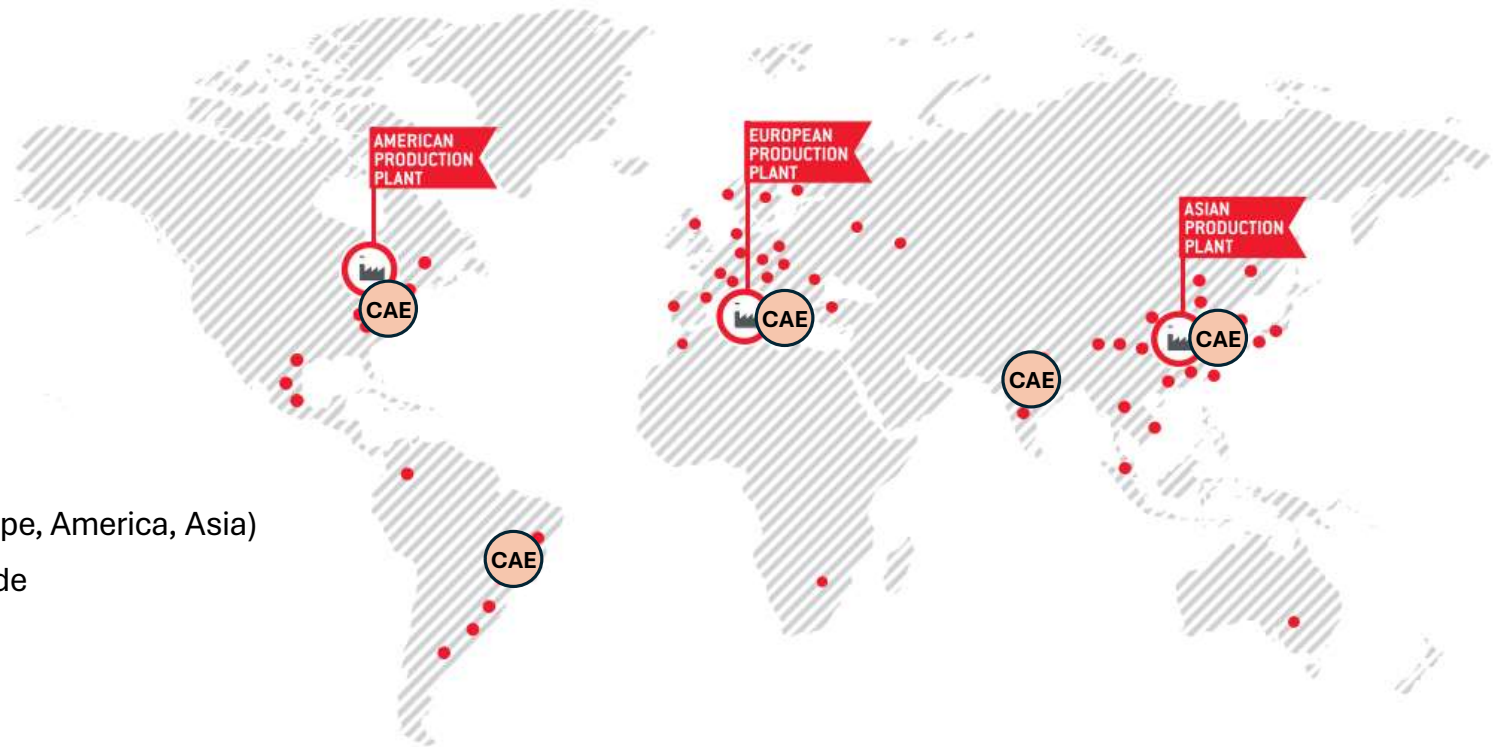 AMERICAN
PRODUCTION
PLANT
EUROPEAN
PRODUCTION
PLANT
ASIAN
PRODUCTION
PLANT
CAE
CAE
CAE
CAE
CAE
pe, America, Asia)
de